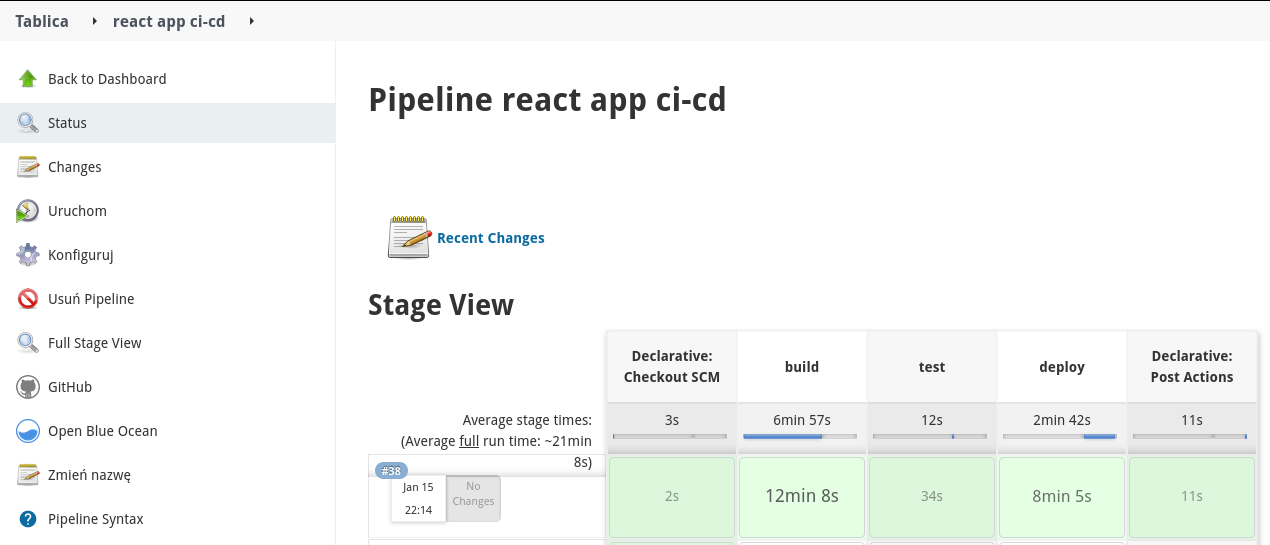 Tablica react app ci-cd
Back to Dashboard
Status
Changes
Uruchom
Konfiguruj
Usuń Pipeline
Full Stage View
GitHub
Open Blue Ocean
Zmień nazwę
Pipeline Syntax
Pipeline react app ci-cd
Recent Changes
Stage View
Declarative:
Checkout SCM
build
test
deploy
Declarative:
Post Actions
Average stage times:
(Average full run time: ~21min
8s)
3s
6min 57s
12s
2min 42s
11s
#38
Jan 15
22:14
No
Changes
2s
12min 8s
34s
8min 5s
11s